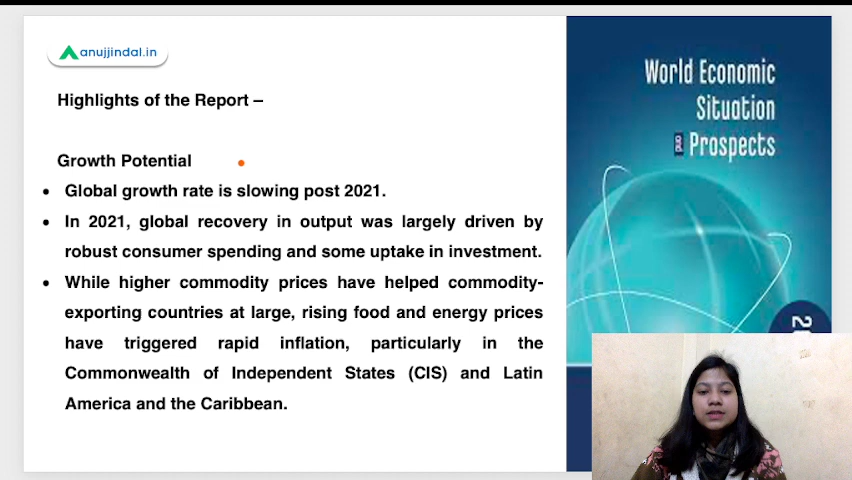 anujjindal.in
Highlights of the Report –
Growth Potential
• Global growth rate is slowing post 2021.
• In 2021, global recovery in output was largely driven by
robust consumer spending and some uptake in investment.
• While higher commodity prices have helped commodity-
exporting countries at large, rising food and energy prices
have triggered rapid inflation, particularly in the
Commonwealth of Independent States (CIS) and Latin
America and the Caribbean.
World Economic
Situation
and Prospects